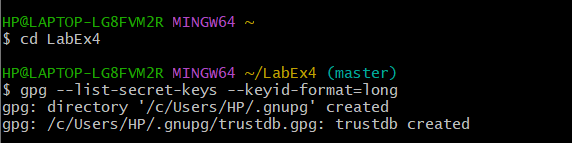 HP@LAPTOP-LG8FVM2R MINGW64 ~
$ cd LabEx4
HP@LAPTOP-LG8FVM2R MINGW64 ~/LabEx4 (master)
$ gpg --list-secret-keys --keyid-format=long
gpg: directory '/c/Users/HP/.gnupg' created
gpg: /c/Users/HP/.gnupg/trustdb.gpg: trustdb created